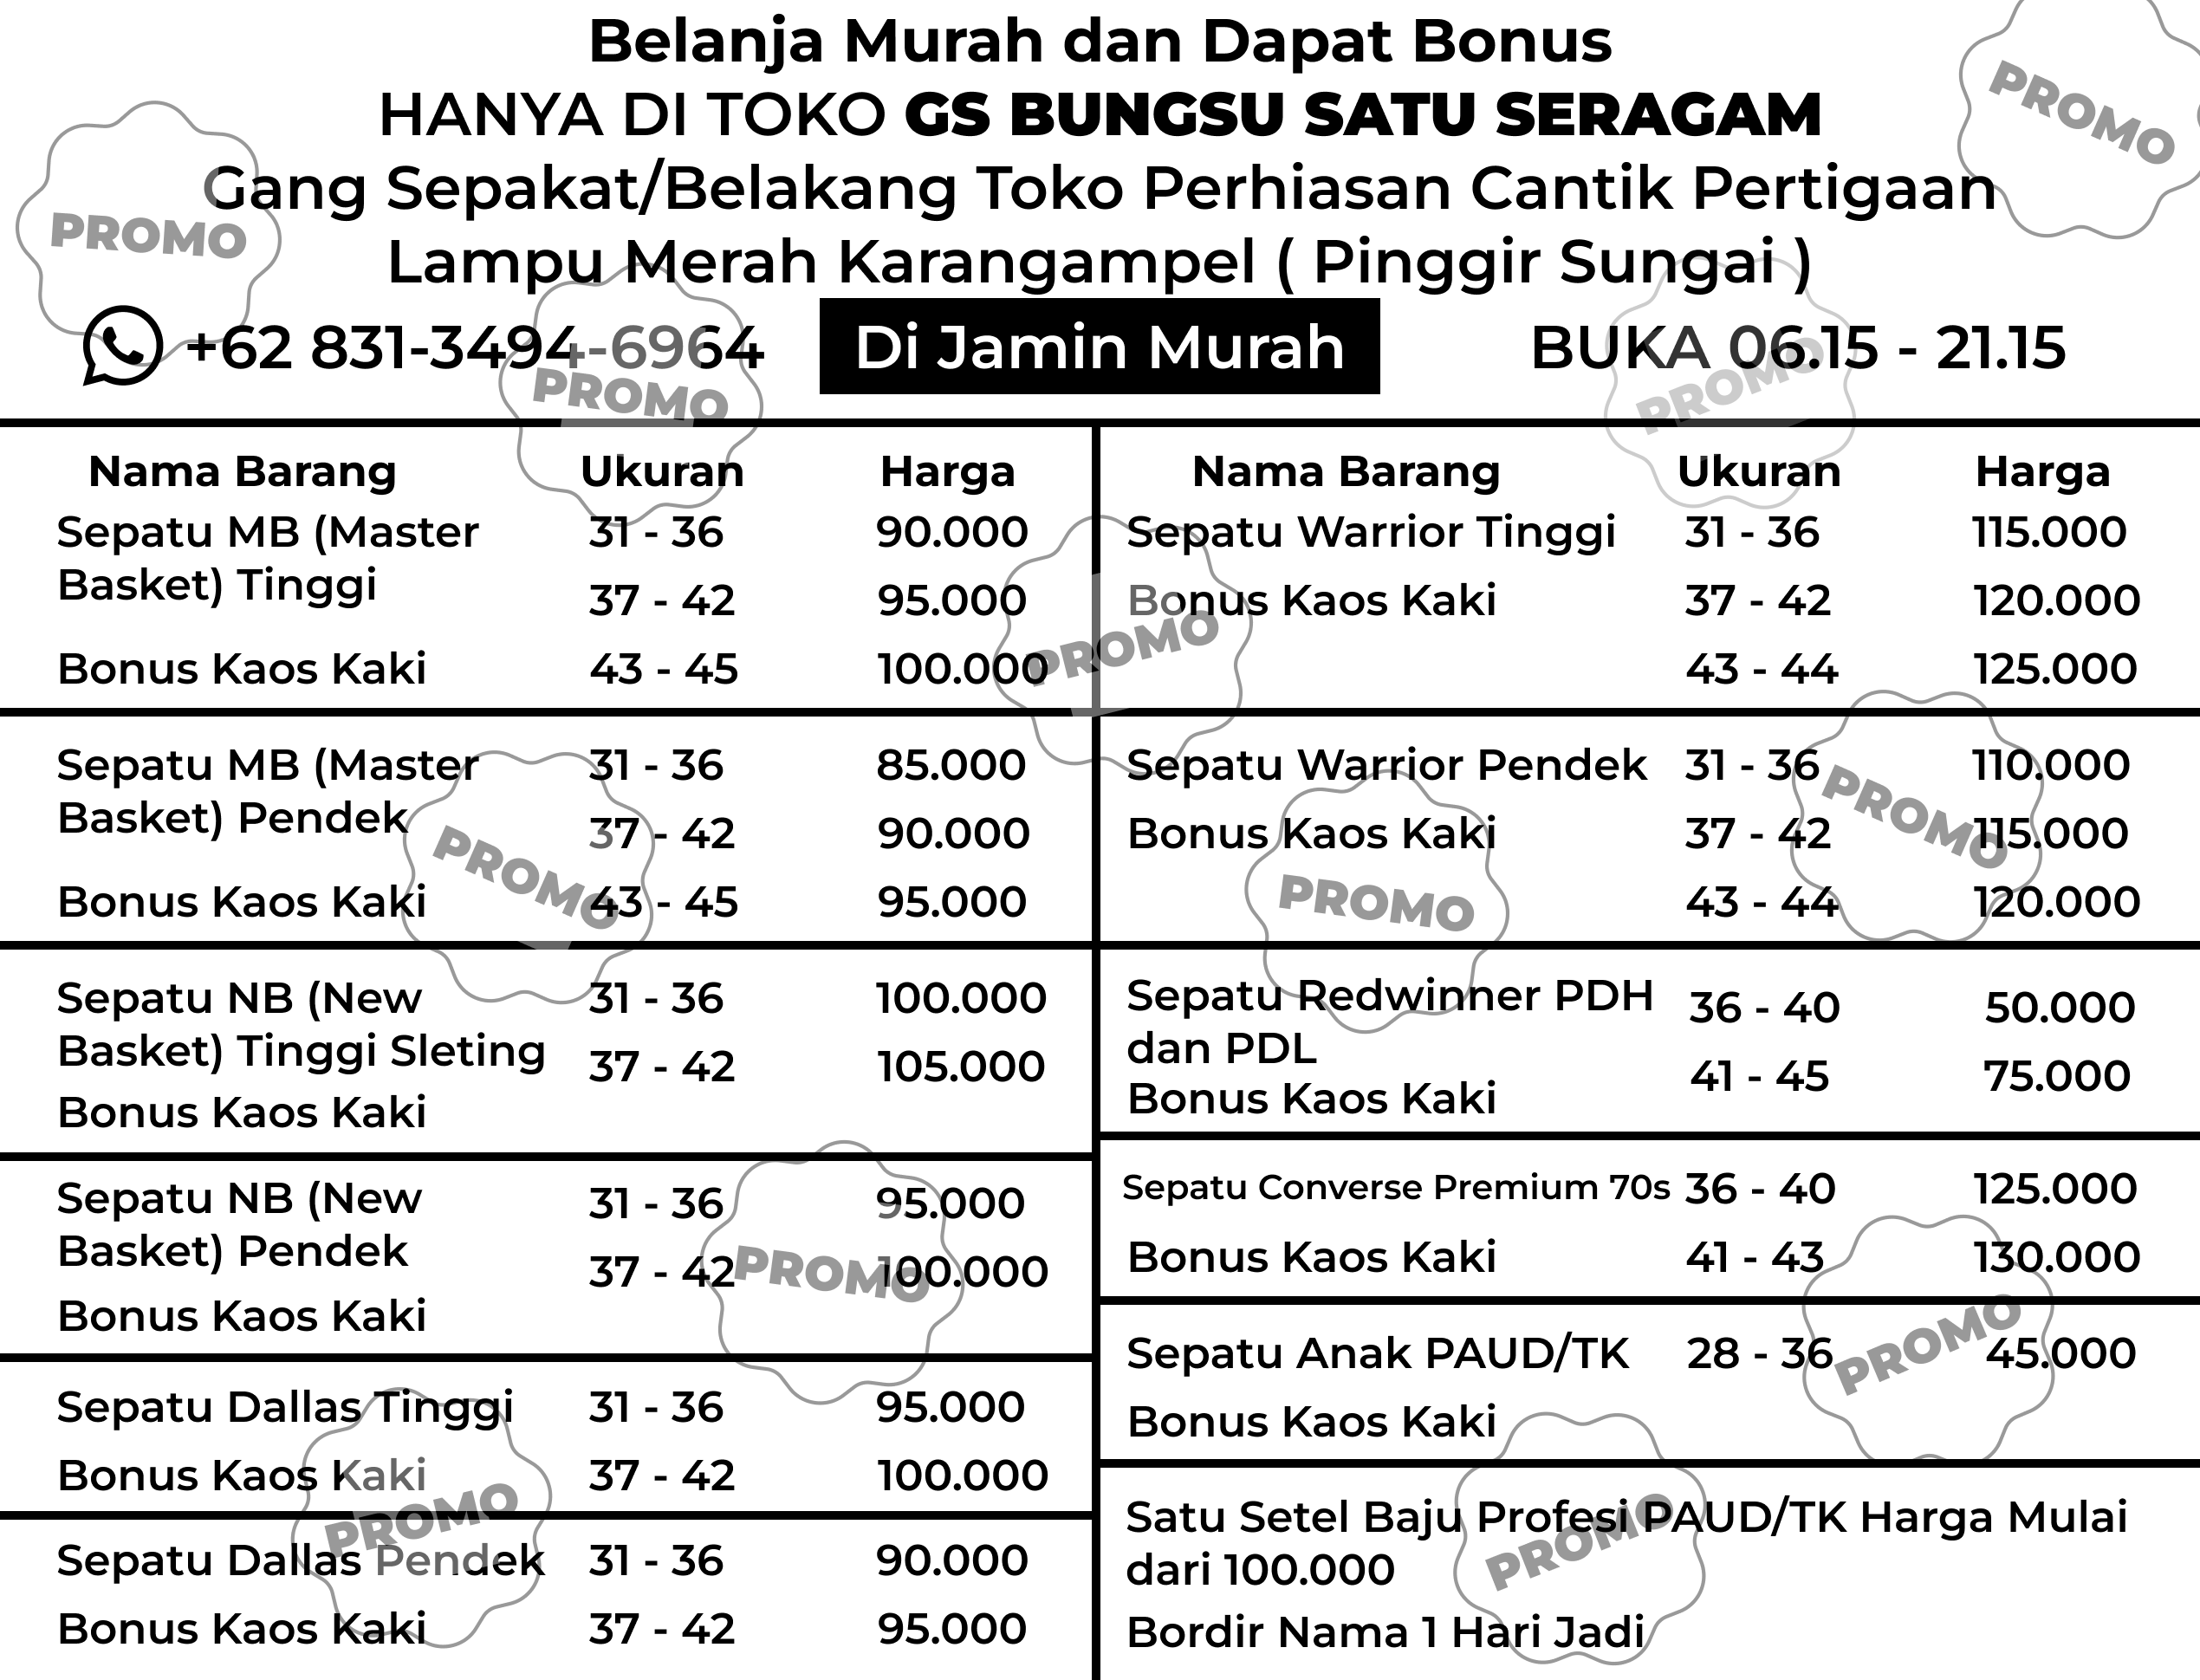 Belanja Murah dan Dapat Bonus
HANYA DI TOKO GS BUNGSU SATU SERAGAM
Gang Sepakat/Belakang Toko Perhiasan Cantik Pertigaan
Lampu Merah Karangampel ( Pinggir Sungai )
+62 831-3494-6964 Di Jamin Murah BUKA 06.15 - 21.15
PROMO
PROMO
PROMO
PROMO
Nama Barang Ukuran Harga
Sepatu MB (Master 31 - 36 90.000
Basket) Tinggi 37 - 42 95.000
Bonus Kaos Kaki 43 - 45 100.000
PROMO
Sepatu MB (Master 31 - 36 85.000
Basket) Pendek 37 - 42 90.000
Bonus Kaos Kaki 43 - 45 95.000
PROMO
Sepatu NB (New 31 - 36 100.000
Basket) Tinggi Sleting 37 - 42 105.000
Bonus Kaos Kaki
Sepatu NB (New 31 - 36 95.000
Basket) Pendek 37 - 42 100.000
Bonus Kaos Kaki
PROMO
Sepatu Dallas Tinggi 31 - 36 95.000
Bonus Kaos Kaki 37 - 42 100.000
PROMO
Sepatu Dallas Pendek 31 - 36 90.000
Bonus Kaos Kaki 37 - 42 95.000
Nama Barang Ukuran Harga
Sepatu Warrior Tinggi 31 - 36 115.000
Bonus Kaos Kaki 37 - 42 120.000
43 - 44 125.000
Sepatu Warrior Pendek 31 - 36 110.000
Bonus Kaos Kaki 37 - 42 115.000
43 - 44 120.000
PROMO
PROMO
Sepatu Redwinner PDH 36 - 40 50.000
dan PDL 41 - 45 75.000
Bonus Kaos Kaki
Sepatu Converse Premium 70s 36 - 40 125.000
Bonus Kaos Kaki 41 - 43 130.000
Sepatu Anak PAUD/TK 28 - 36 45.000
Bonus Kaos Kaki
PROMO
Satu Setel Baju Profesi PAUD/TK Harga Mulai
dari 100.000
Bordir Nama 1 Hari Jadi
PROMO